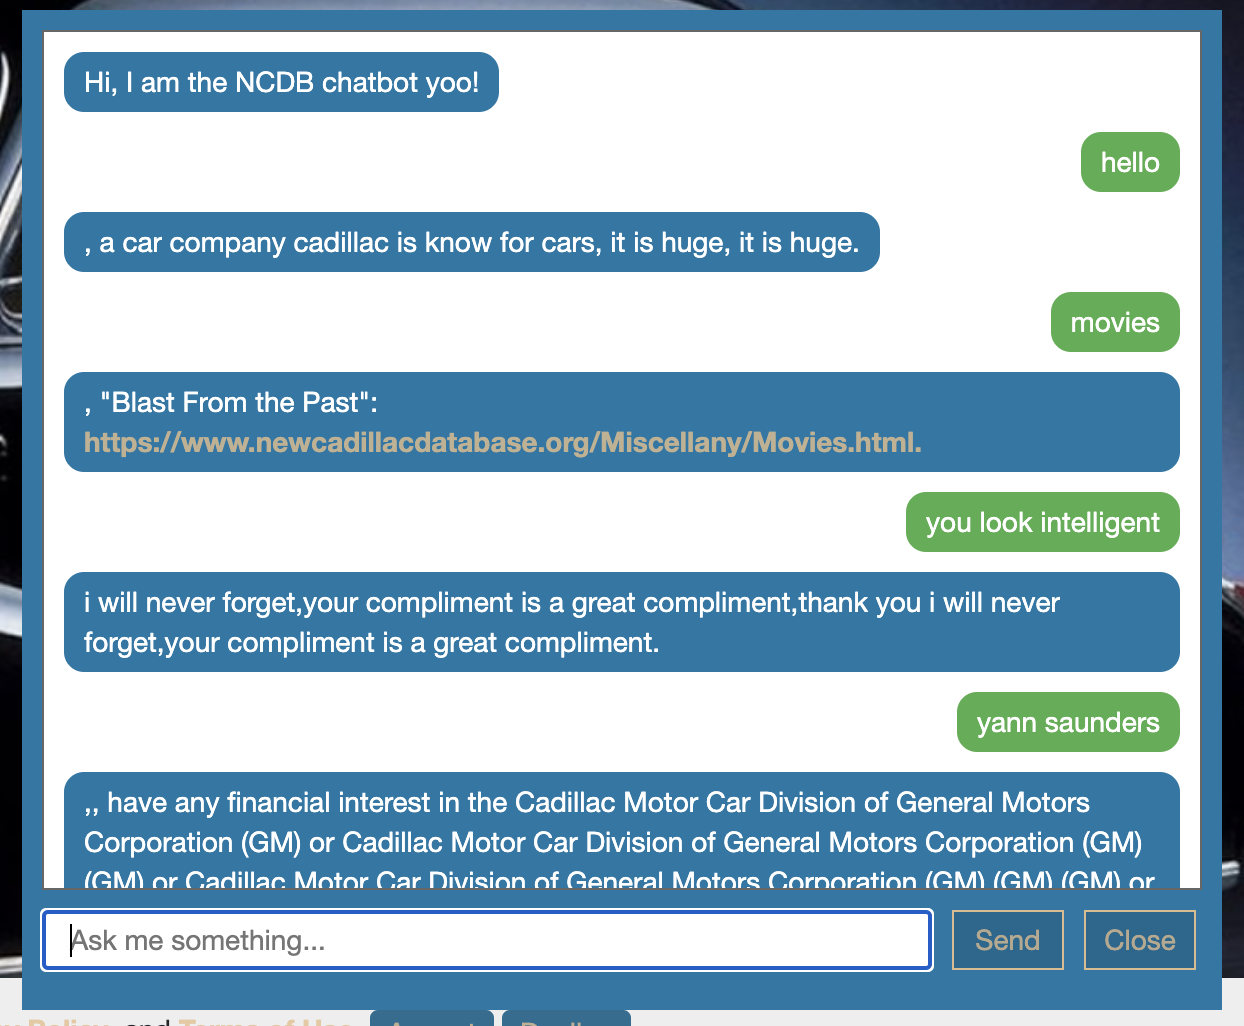 Hi, I am the NCDB chatbot yoo!
hello
, a car company cadillac is know for cars, it is huge, it is huge.
movies
, "Blast From the Past":
https://www.newcadillacdatabase.org/Miscellany/Movies.html.
you look intelligent
i will never forget,your compliment is a great compliment,thank you i will never
forget,your compliment is a great compliment.
yann saunders
,, have any financial interest in the Cadillac Motor Car Division of General Motors
Corporation (GM) or Cadillac Motor Car Division of General Motors Corporation (GM)
(GM) or Cadillac Motor Car Division of General Motors Corporation (GM) (GM) (GM) or
Ask me something...
Send
Close
Policy and Terms of Use